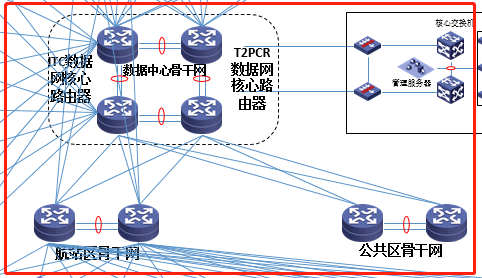 核心交换机
ITC数据
网核心
路由器
数据中心骨干网
T2PCR
数据网
核心路
由器
管理服务器
航站区骨干网
公共区骨干网